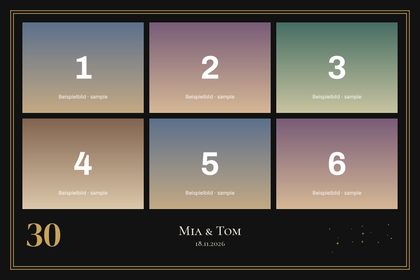 1
Beispielbild · sample
2
Beispielbild · sample
3
Beispielbild · sample
4
Beispielbild · sample
5
Beispielbild · sample
6
Beispielbild · sample
30
Mia & Tom
18.11.2026